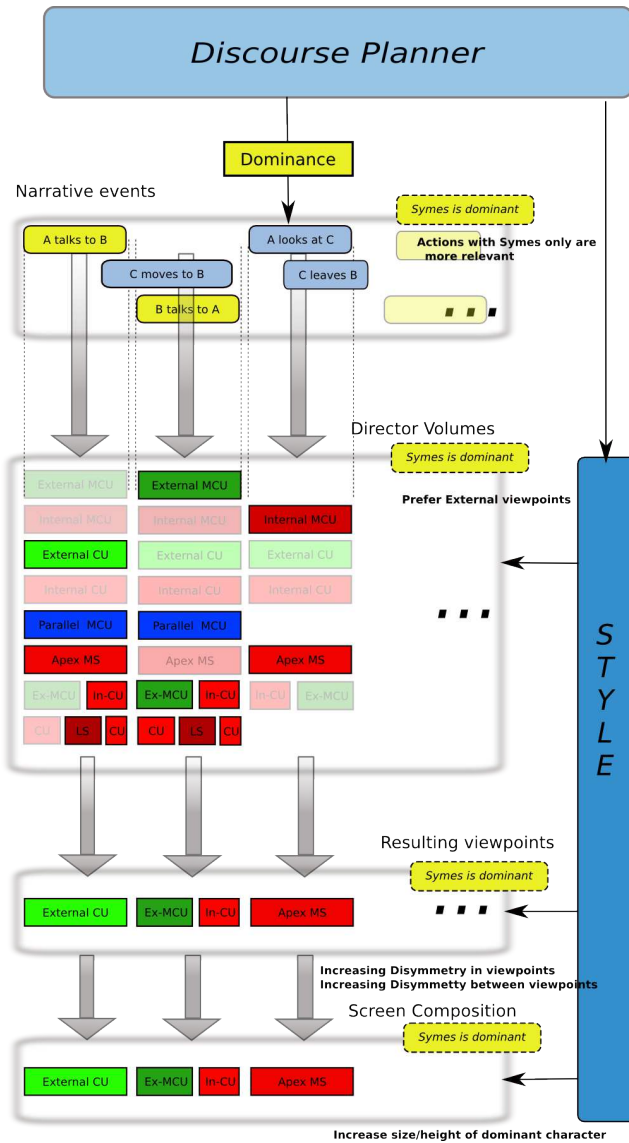 Discourse Planner
Dominance
Narrative events
Symes is dominant
A talks to B
A looks at C
Actions with Symes only are
more relevant
C moves to B
C leaves B
B talks to A
. . .
Director Volumes
Symes is dominant
External MCU
External MCU
Prefer External viewpoints
Internal MCU
Internal MCU
Internal MCU
External CU
External CU
External CU
Internal CU
Internal CU
Internal CU
. . .
Parallel MCU
Parallel MCU
Apex MS
Apex MS
Apex MS
Ex-MCU
In-CU
Ex-MCU
In-CU
In-CU
Ex-MCU
CU
LS
CU
CU
LS
CU
STYLE
Resulting viewpoints
Symes is dominant
External CU
Ex-MCU
In-CU
Apex MS
. . .
Increasing Disymmetry in viewpoints
Increasing Disymmetty between viewpoints
Screen Composition
Symes is dominant
External CU
Ex-MCU
In-CU
Apex MS
Increase size/height of dominant character